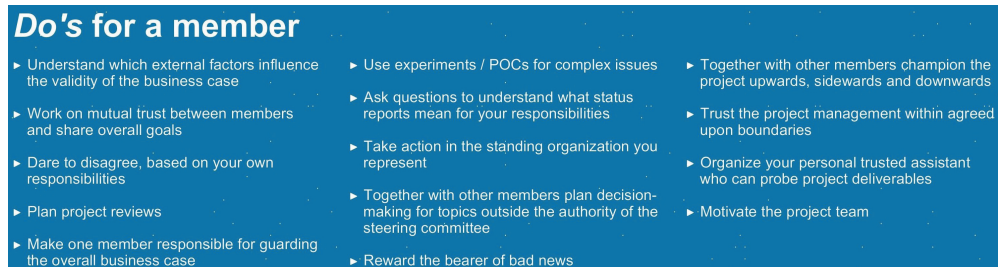 Do's for a member
▸ Understand which external factors influence
the validity of the business case
▸ Work on mutual trust between members
and share overall goals
▸ Dare to disagree, based on your own
responsibilities
▸ Plan project reviews
▸ Make one member responsible for guarding
the overall business case
▸ Use experiments / POCs for complex issues
▸ Ask questions to understand what status
reports mean for your responsibilities
▸ Take action in the standing organization you
represent
▸ Together with other members plan decision-
making for topics outside the authority of the
steering committee
▸ Reward the bearer of bad news
▸ Together with other members champion the
project upwards, sidewards and downwards
▸ Trust the project management within agreed
upon boundaries
▸ Organize your personal trusted assistant
who can probe project deliverables
▸ Motivate the project team